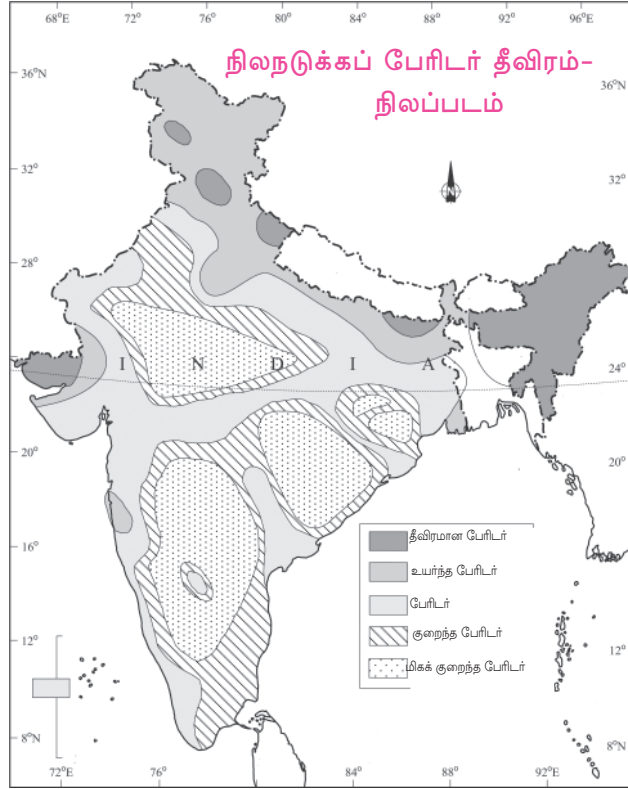 68°E 72° 76° 80° 84° 88° 92° 96°E
நிலநடுக்கப் பேரிடர் தீவிரம்-
நிலப்படம்
36°N 36°N
32° 32°
N
28° 28°
I N D I A
24° 24°
20° 20°
தீவிரமான பேரிடர்
உயர்ந்த பேரிடர்
பேரிடர்
குறைந்த பேரிடர்
மிகக் குறைந்த பேரிடர்
16° 16°
12° 12°
8°N 8°N
72°E 76° 80° 84° 88° 92°E